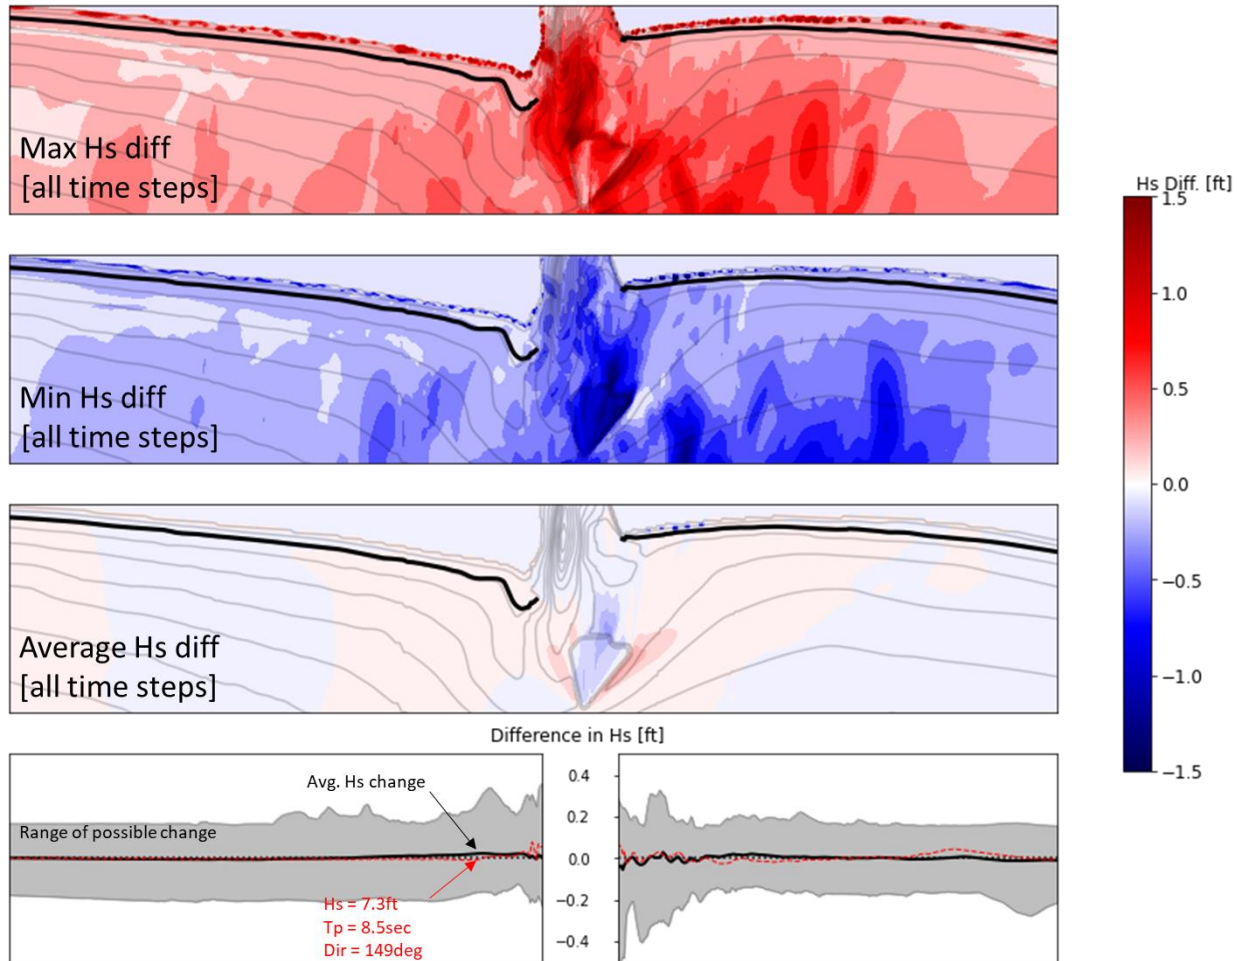 Max Hs diff
[all time steps]
Hs Diff. [ft]
1.5
1.0
0.5
0.0
−0.5
−1.0
−1.5
Min Hs diff
[all time steps]
Average Hs diff
[all time steps]
Difference in Hs [ft]
Avg. Hs change
Range of possible change
0.4
0.2
0.0
−0.2
−0.4
Hs = 7.3ft
Tp = 8.5sec
Dir = 149deg